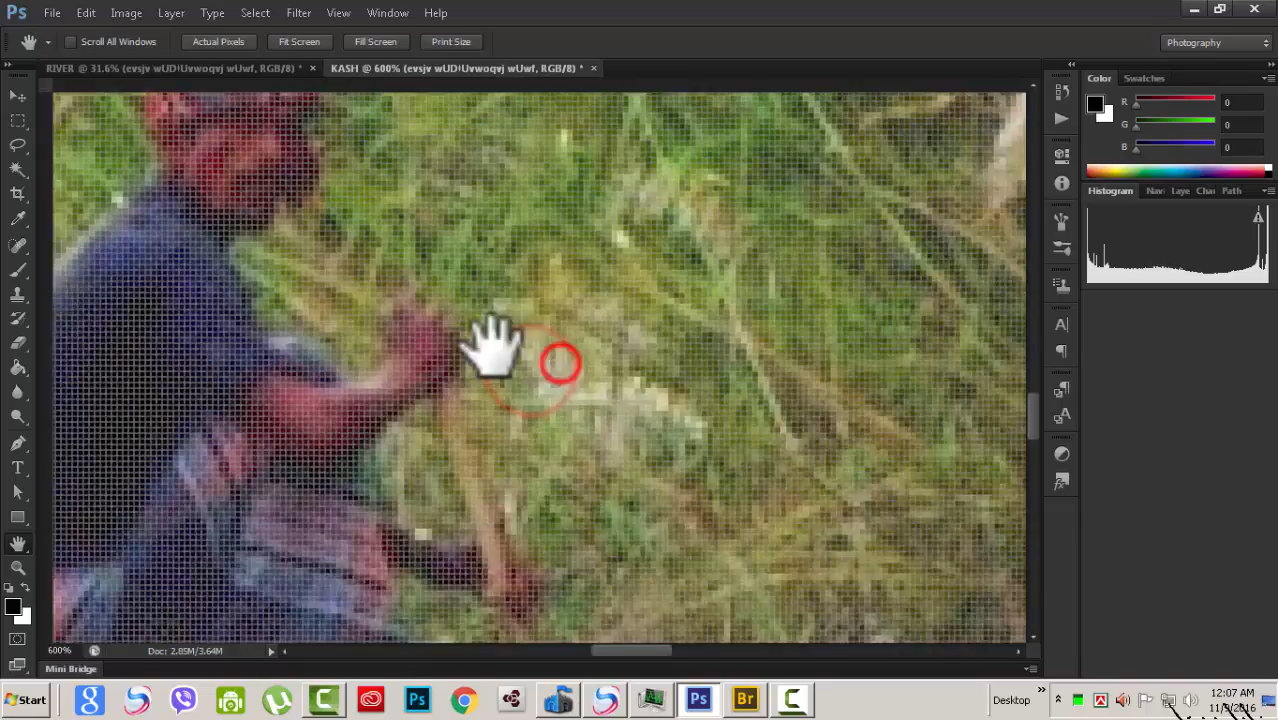 Ps File Edit Image Layer Type Select Filter View Window Help
Scroll All Windows Actual Pixels Fit Screen Fill Screen Print Size Photography
RIVER @ 31.6% (evsjv wUD‡Uvwoqvj wUwf, RGB/8) * × KASH @ 600% (evsjv wUD‡Uvwoqvj wUwf, RGB/8) * ×
Color Swatches
R 0
G 0
B 0
Histogram Navi Laye Chai Path
600% Doc: 2.85M/3.64M
Mini Bridge
Start Desktop 12:07 AM
11/9/2016